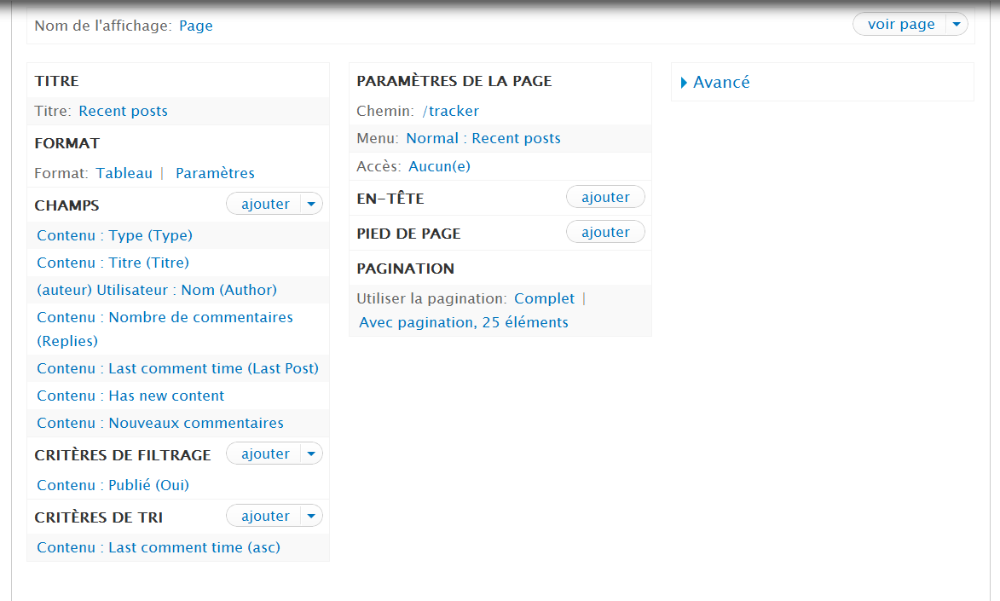 Nom de l'affichage: Page
voir page
TITRE
Titre: Recent posts
FORMAT
Format: Tableau | Paramètres
CHAMPS
ajouter
Contenu : Type (Type)
Contenu : Titre (Titre)
(auteur) Utilisateur : Nom (Author)
Contenu : Nombre de commentaires
(Replies)
Contenu : Last comment time (Last Post)
Contenu : Has new content
Contenu : Nouveaux commentaires
CRITÈRES DE FILTRAGE
ajouter
Contenu : Publié (Oui)
CRITÈRES DE TRI
ajouter
Contenu : Last comment time (asc)
PARAMÈTRES DE LA PAGE
Chemin: /tracker
Menu: Normal : Recent posts
Accès: Aucun(e)
EN-TÊTE
ajouter
PIED DE PAGE
ajouter
PAGINATION
Utiliser la pagination: Complet |
Avec pagination, 25 éléments
Avancé